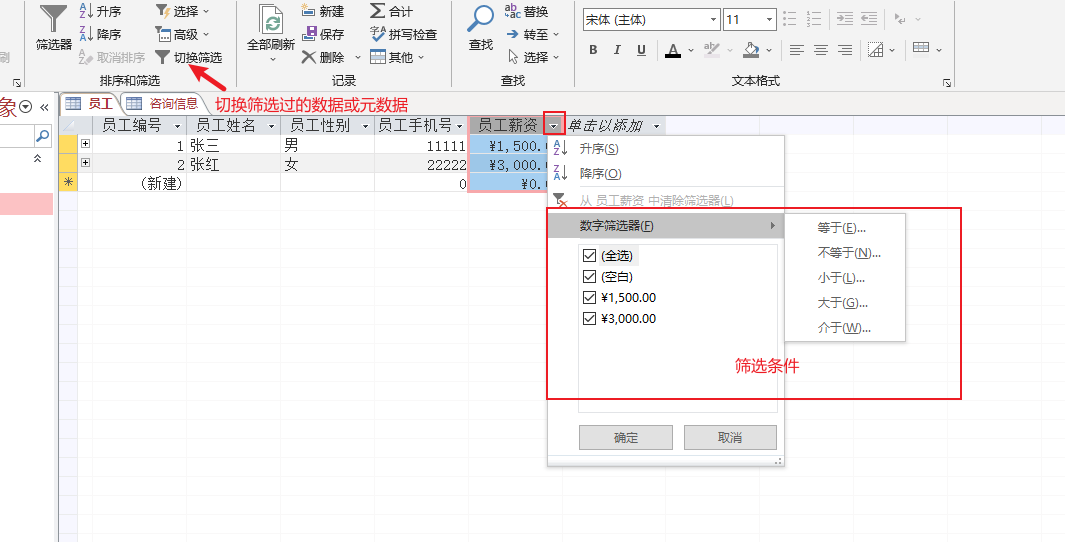 升序 选择 新建 合计 替换 宋体 (主体) 11
筛选器 降序 高级 全部刷新 保存 拼写检查 查找 转至
取消排序 切换筛选 删除 其他 选择 B I U A
排序和筛选 记录 查找 文本格式
象 员工 咨询信息 切换筛选过的数据或元数据
员工编号 员工姓名 员工性别 员工手机号 员工薪资 单击以添加
1 张三 男 11111 ¥1,500.
2 张红 女 22222 ¥3,000.
(新建) 0 ¥0.
升序(S)
降序(O)
从 员工薪资 中清除筛选器(L)
数字筛选器(F)
等于(E)...
不等于(N)...
小于(L)...
大于(G)...
介于(W)...
(全选)
(空白)
¥1,500.00
¥3,000.00
筛选条件
确定 取消